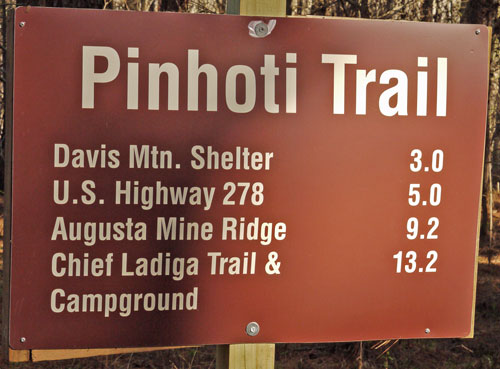 Pinhoti Trail
Davis Mtn. Shelter 3.0
U.S. Highway 278 5.0
Augusta Mine Ridge 9.2
Chief Ladiga Trail & 13.2
Campground